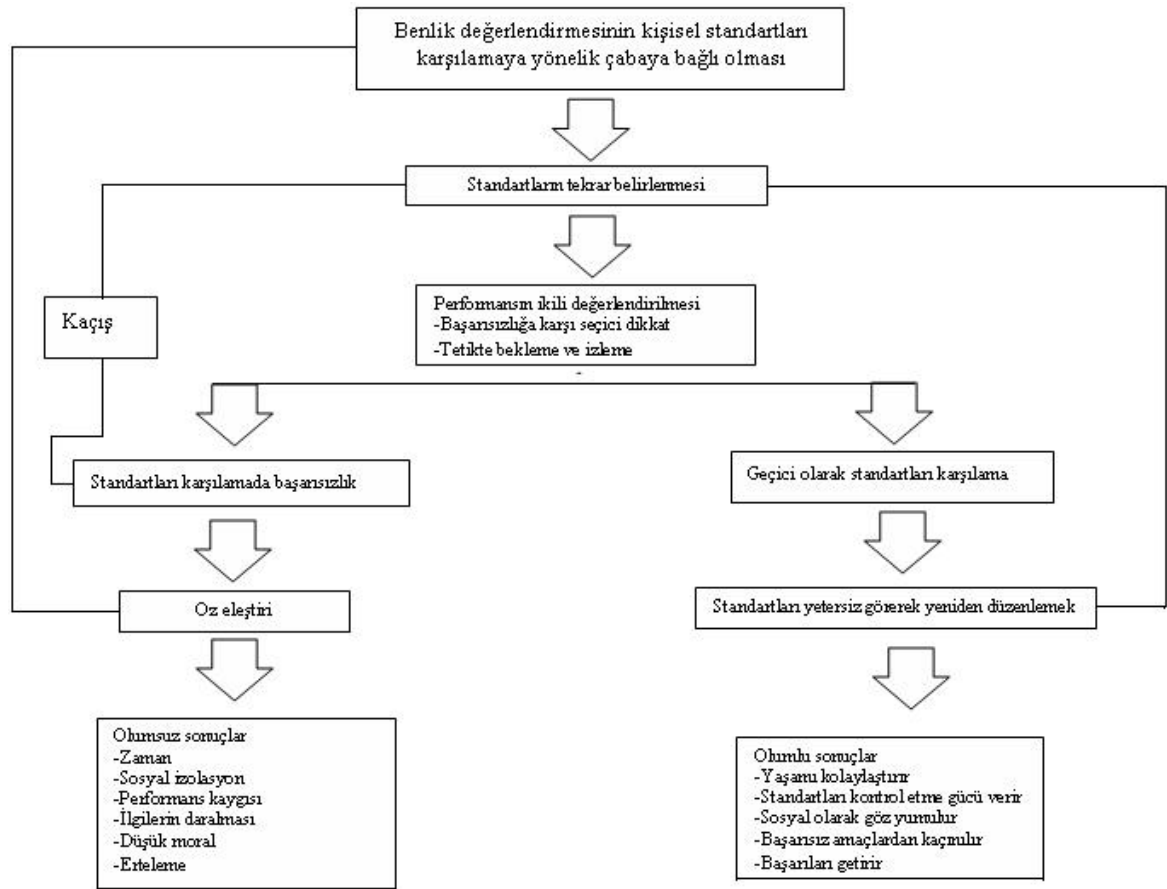 Benlik değerlendirmesinin kişisel standartları
karşılamaya yönelik çabaya bağlı olması
Standartların tekrar belirlenmesi
Kaçış
Performansın ikili değerlendirilmesi
-Başarısızlığa karşı seçici dikkat
-Tetikte bekleme ve izleme
-
Standartları karşılamada başarısızlık
Geçici olarak standartları karşılama
Oz eleştiri
Standartları yetersiz görerek yeniden düzenlemek
Olumsuz sonuçlar
-Zaman
-Sosyal izolasyon
-Performans kaygısı
-İlgilerin daralması
-Düşük moral
-Erteleme
Olumlu sonuçlar
-Yaşamı kolaylaştırır
-Standartları kontrol etme gücü verir
-Sosyal olarak göz yumulur
-Başarısız amaçlardan kaçınılır
-Başarıları getirir